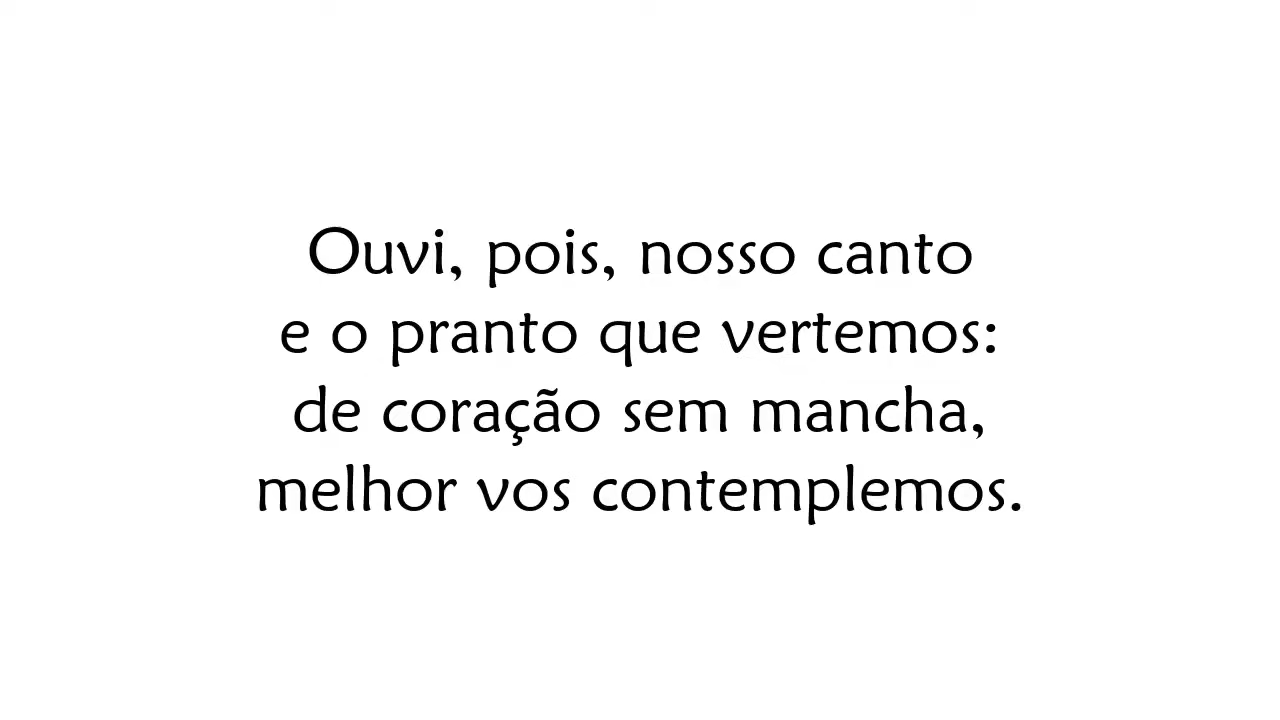 Ouvi, pois, nosso canto
e o pranto que vertemos:
de coração sem mancha,
melhor vos contemplemos.